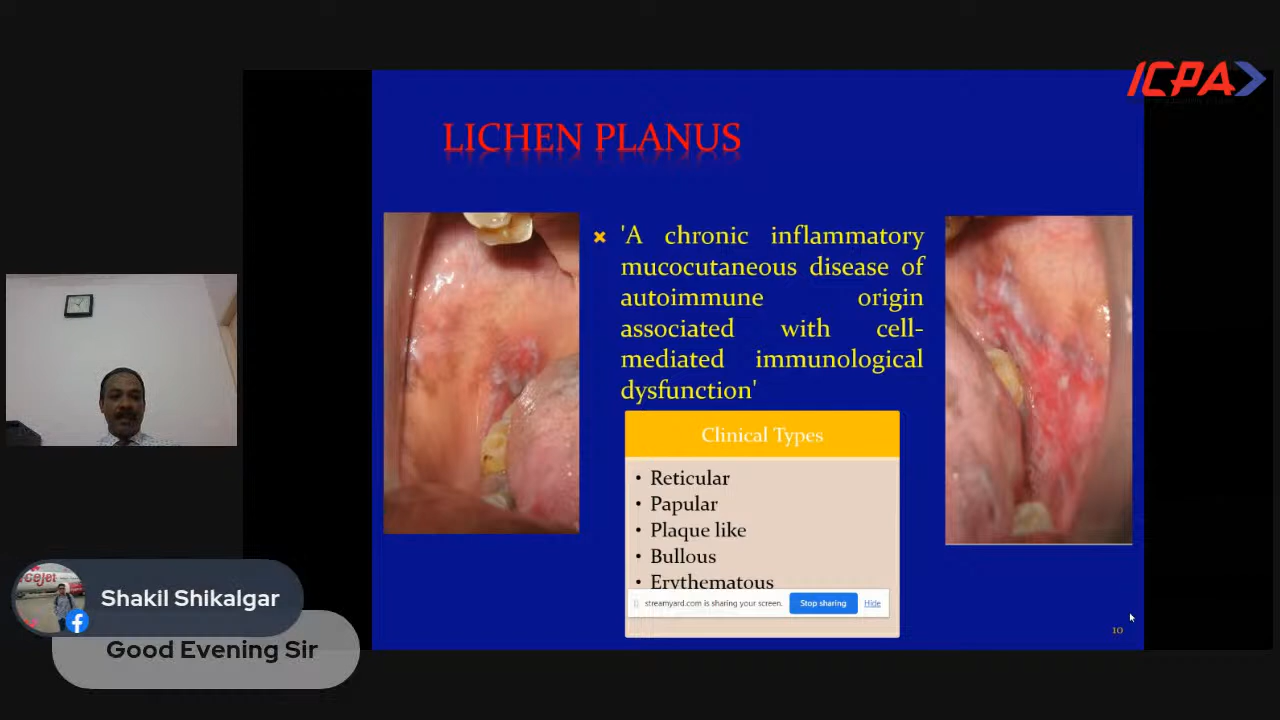 ICPA
LICHEN PLANUS
'A chronic inflammatory
mucocutaneous disease of
autoimmune origin
associated with cell-
mediated immunological
dysfunction'
Clinical Types
• Reticular
• Papular
• Plaque like
• Bullous
• Erythematous
streamyard.com is sharing your screen. Stop sharing Hide
10
cejet
Shakil Shikalgar
Good Evening Sir